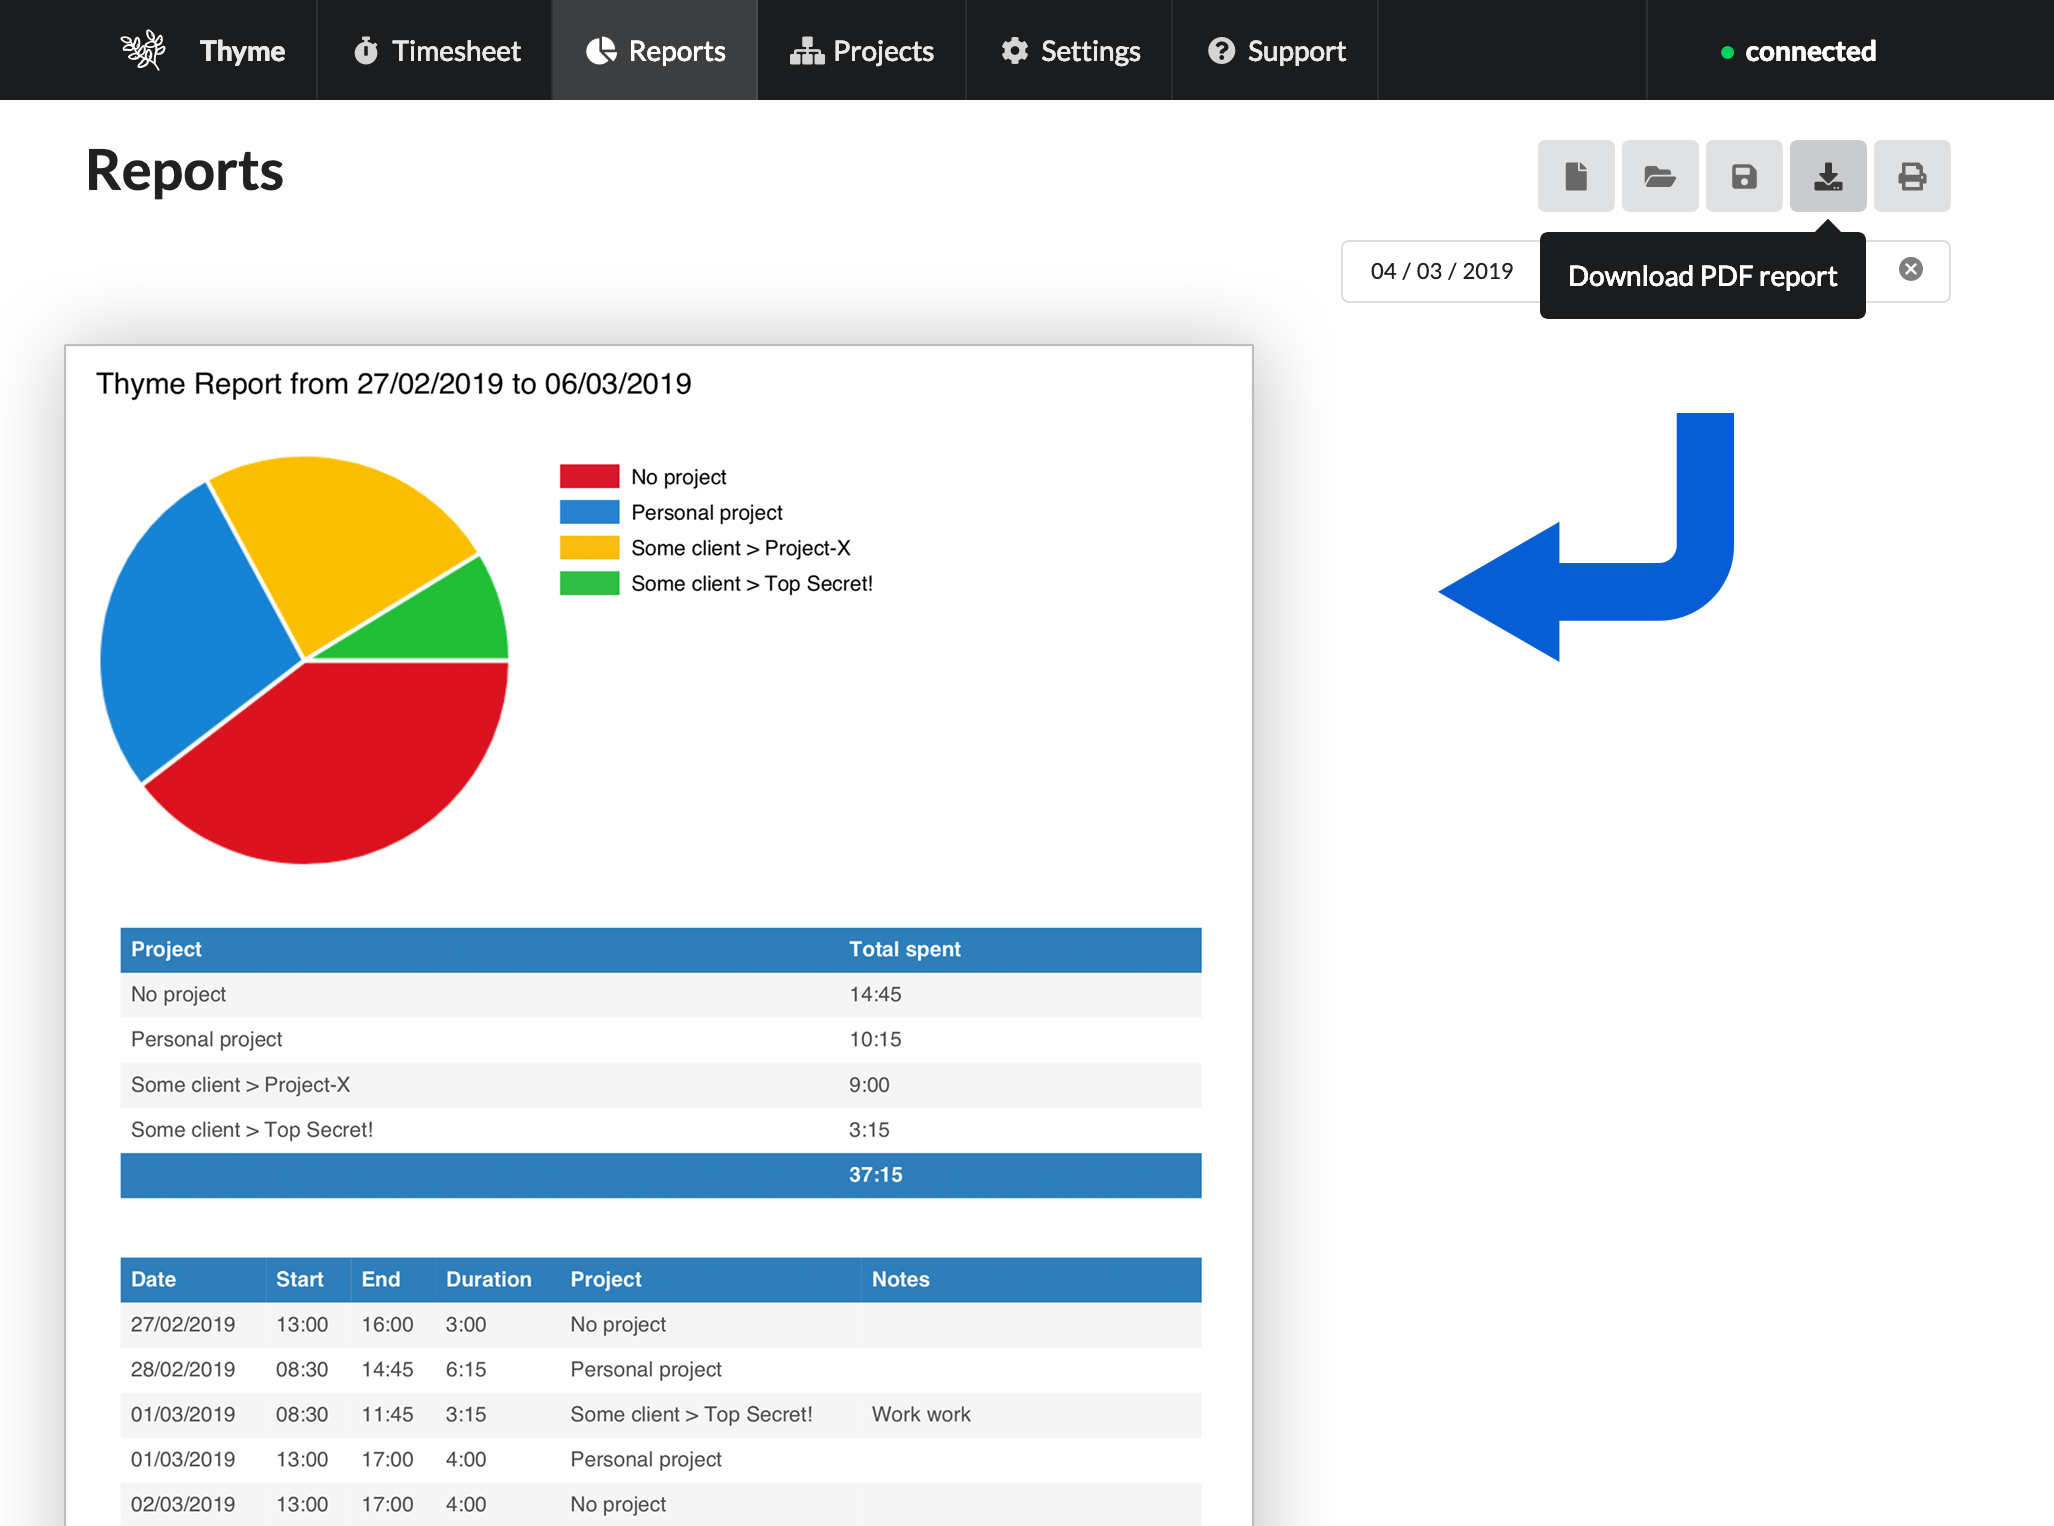 Thyme Timesheet Reports Projects Settings Support connected
Reports
04 / 03 / 2019
Download PDF report
Thyme Report from 27/02/2019 to 06/03/2019
No project
Personal project
Some client > Project-X
Some client > Top Secret!
Project Total spent
No project 14:45
Personal project 10:15
Some client > Project-X 9:00
Some client > Top Secret! 3:15
37:15
Date Start End Duration Project Notes
27/02/2019 13:00 16:00 3:00 No project
28/02/2019 08:30 14:45 6:15 Personal project
01/03/2019 08:30 11:45 3:15 Some client > Top Secret! Work work
01/03/2019 13:00 17:00 4:00 Personal project
02/03/2019 13:00 17:00 4:00 No project